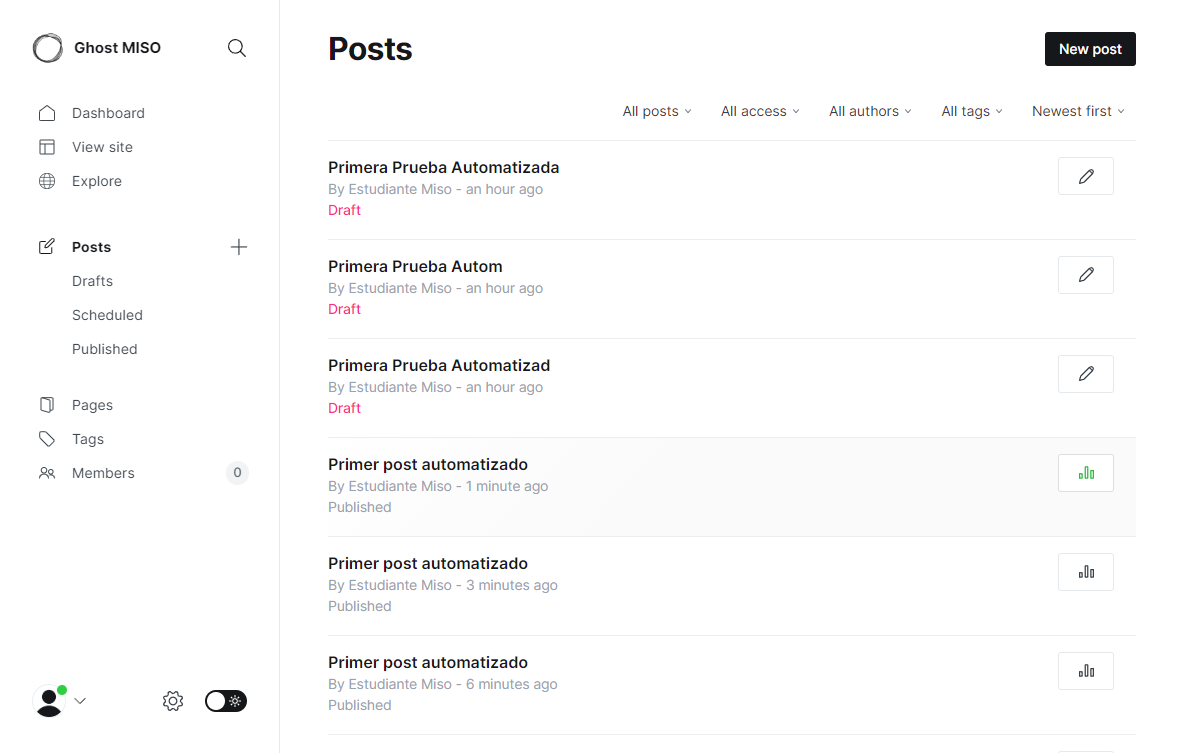 Ghost MISO
Dashboard
View site
Explore
Posts
Drafts
Scheduled
Published
Pages
Tags
Members 0
Posts
New post
All posts All access All authors All tags Newest first
Primera Prueba Automatizada
By Estudiante Miso - an hour ago
Draft
Primera Prueba Autom
By Estudiante Miso - an hour ago
Draft
Primera Prueba Automatizad
By Estudiante Miso - an hour ago
Draft
Primer post automatizado
By Estudiante Miso - 1 minute ago
Published
Primer post automatizado
By Estudiante Miso - 3 minutes ago
Published
Primer post automatizado
By Estudiante Miso - 6 minutes ago
Published